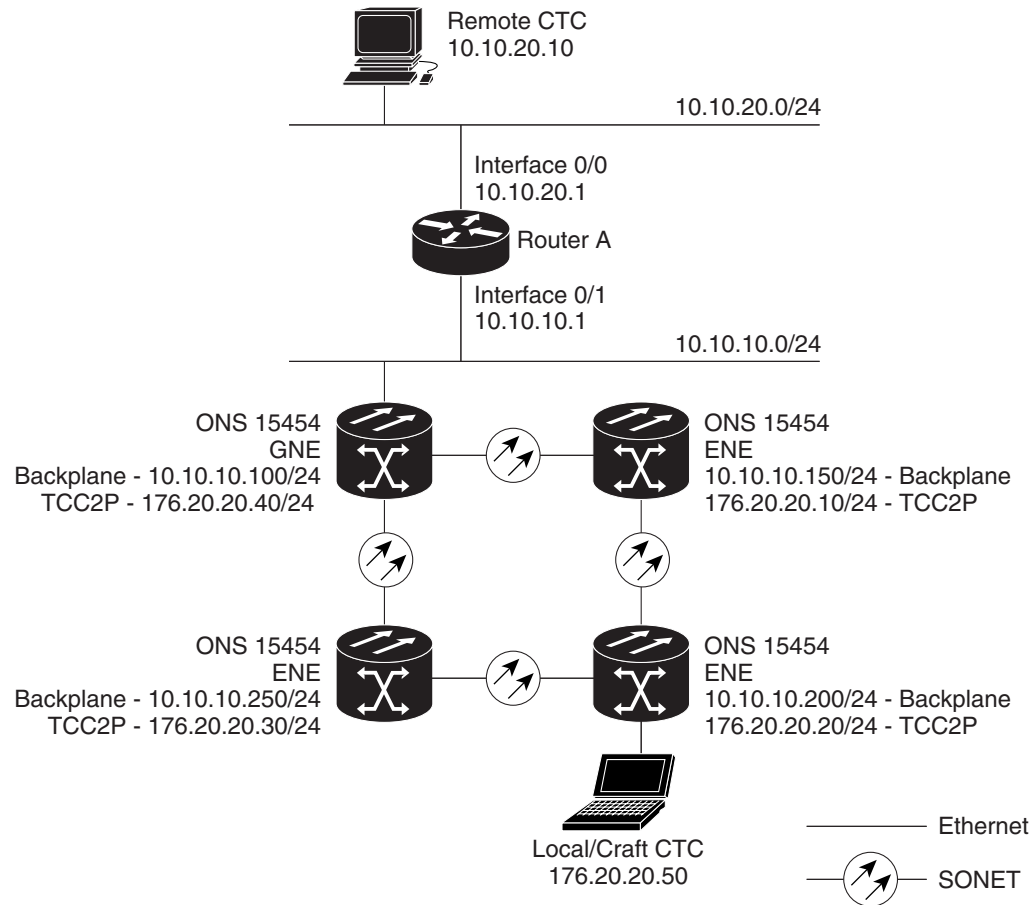 Remote CTC
10.10.20.10
10.10.20.0/24
Interface 0/0
10.10.20.1
Router A
Interface 0/1
10.10.10.1
10.10.10.0/24
ONS 15454
GNE
Backplane - 10.10.10.100/24
TCC2P - 176.20.20.40/24
ONS 15454
ENE
10.10.10.150/24 - Backplane
176.20.20.10/24 - TCC2P
ONS 15454
ENE
Backplane - 10.10.10.250/24
TCC2P - 176.20.20.30/24
ONS 15454
ENE
10.10.10.200/24 - Backplane
176.20.20.20/24 - TCC2P
Local/Craft CTC
176.20.20.50
Ethernet
SONET